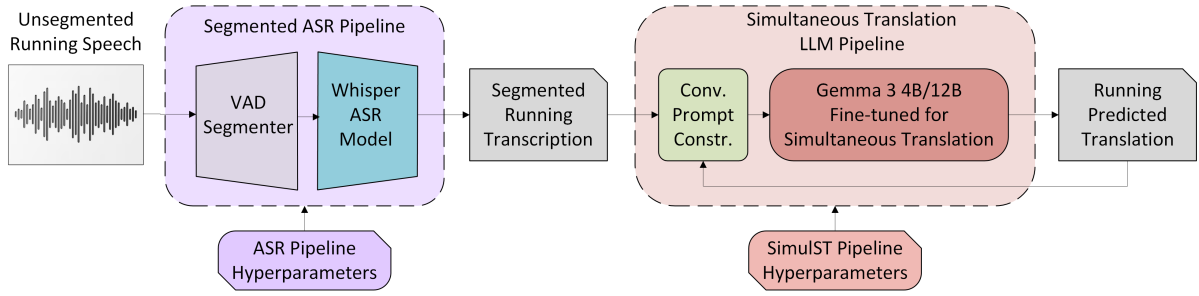 Unsegmented
Running Speech
Segmented ASR Pipeline
VAD
Segmenter
Whisper
ASR
Model
ASR Pipeline
Hyperparameters
Segmented
Running
Transcription
Simultaneous Translation
LLM Pipeline
Conv.
Prompt
Constr.
Gemma 3 4B/12B
Fine-tuned for
Simultaneous Translation
SimulST Pipeline
Hyperparameters
Running
Predicted
Translation